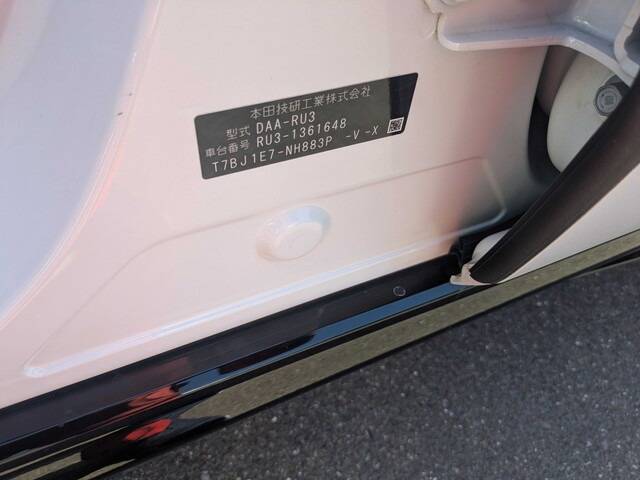 本田技研工業株式会社
型式 DAA-RU3
車台番号 RU3-1361648
T7BJ1E7-NH883P -V -X